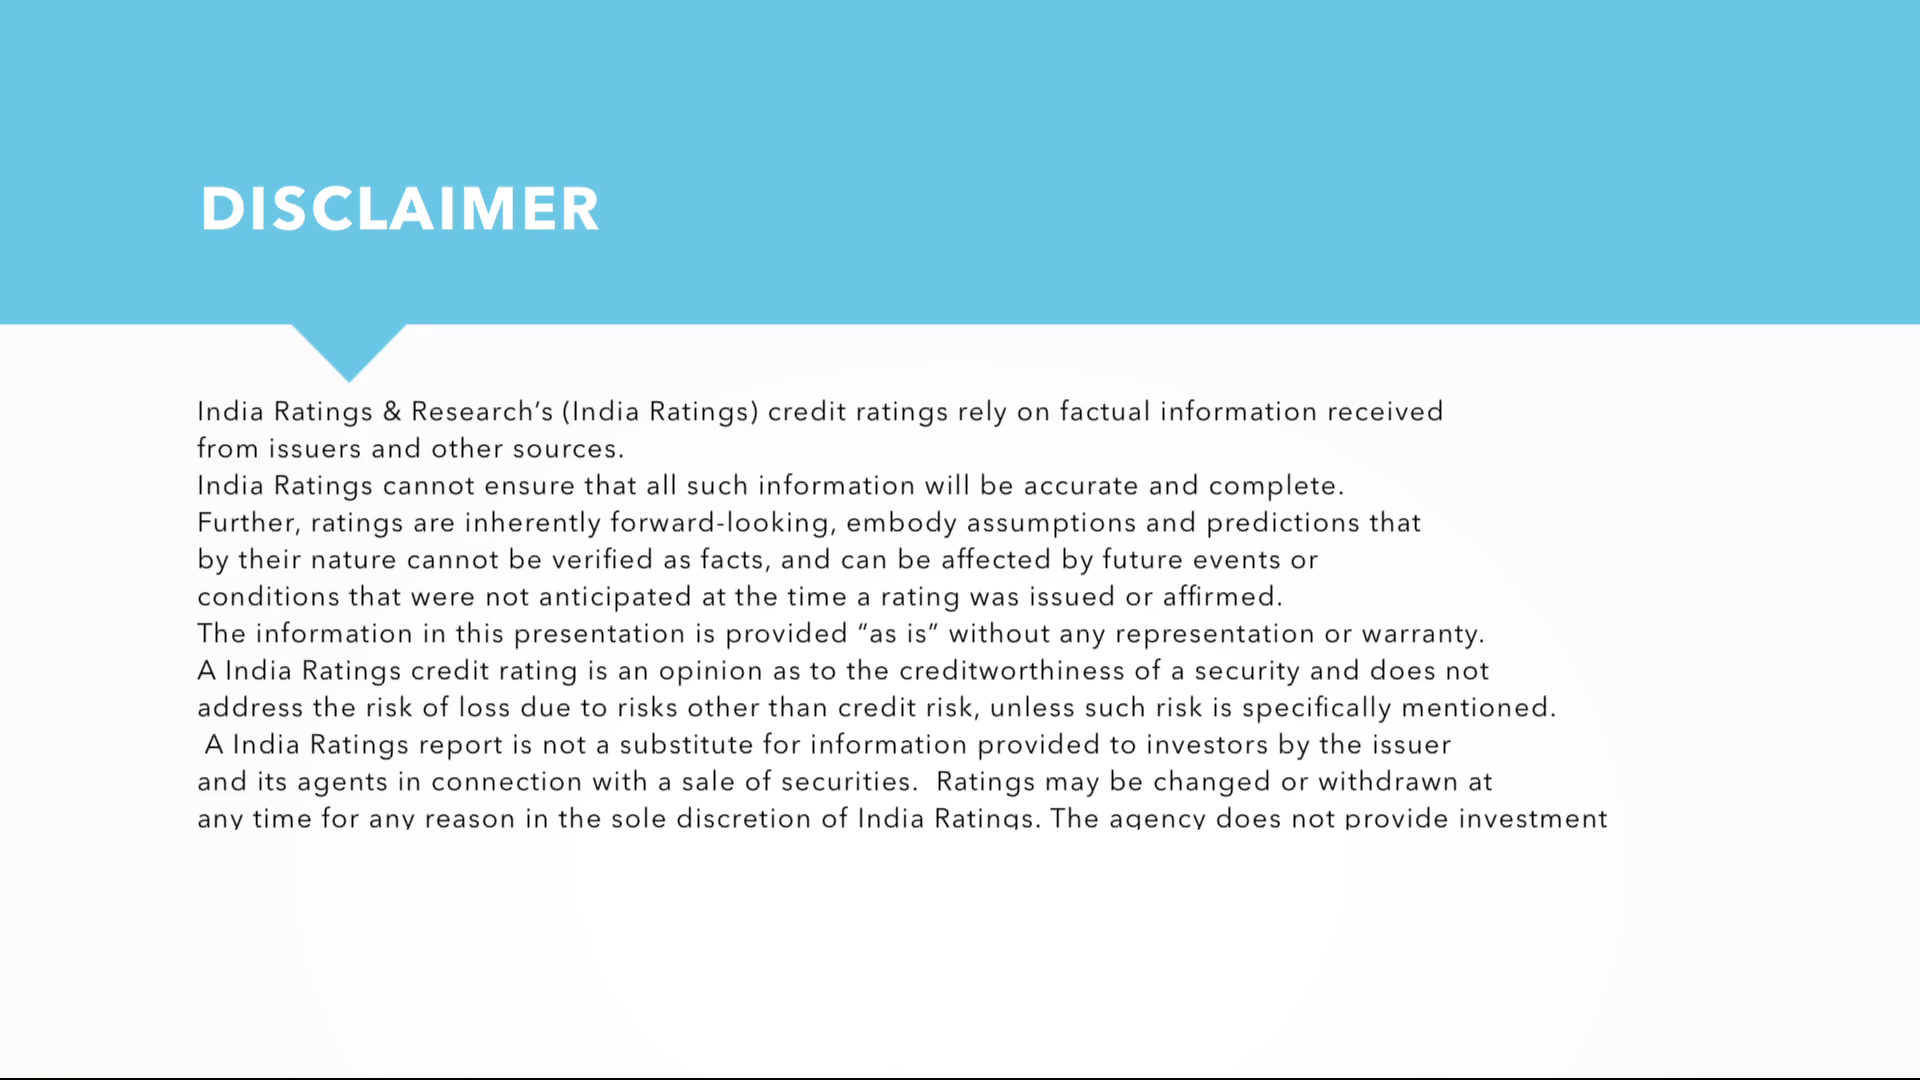 DISCLAIMER
India Ratings & Research’s (India Ratings) credit ratings rely on factual information received
from issuers and other sources.
India Ratings cannot ensure that all such information will be accurate and complete.
Further, ratings are inherently forward-looking, embody assumptions and predictions that
by their nature cannot be verified as facts, and can be affected by future events or
conditions that were not anticipated at the time a rating was issued or affirmed.
The information in this presentation is provided “as is” without any representation or warranty.
A India Ratings credit rating is an opinion as to the creditworthiness of a security and does not
address the risk of loss due to risks other than credit risk, unless such risk is specifically mentioned.
A India Ratings report is not a substitute for information provided to investors by the issuer
and its agents in connection with a sale of securities.  Ratings may be changed or withdrawn at
any time for any reason in the sole discretion of India Ratings. The agency does not provide investment